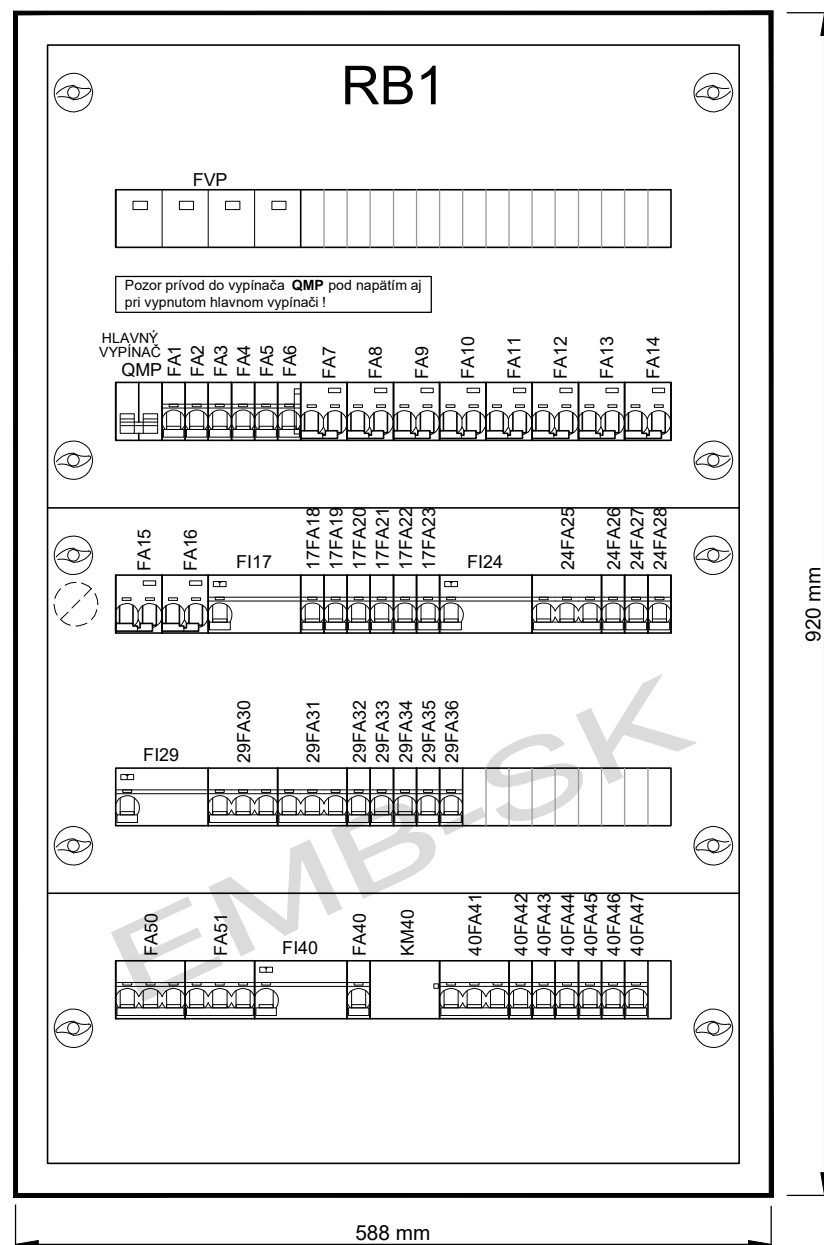 RB1
FVP
Pozor prívod do vypínača QMP pod napätím aj
pri vypnutom hlavnom vypínači !
HLAVNÝ
VYPÍNAČ
QMP
FA1
FA2
FA3
FA4
FA5
FA6
FA7
FA8
FA9
FA10
FA11
FA12
FA13
FA14
FA15
FA16
FI17
17FA18
17FA19
17FA20
17FA21
17FA22
17FA23
FI24
24FA25
24FA26
24FA27
24FA28
FI29
29FA30
29FA31
29FA32
29FA33
29FA34
29FA35
29FA36
EMB-SK
FA50
FA51
FI40
FA40
KM40
40FA41
40FA42
40FA43
40FA44
40FA45
40FA46
40FA47
920 mm
588 mm